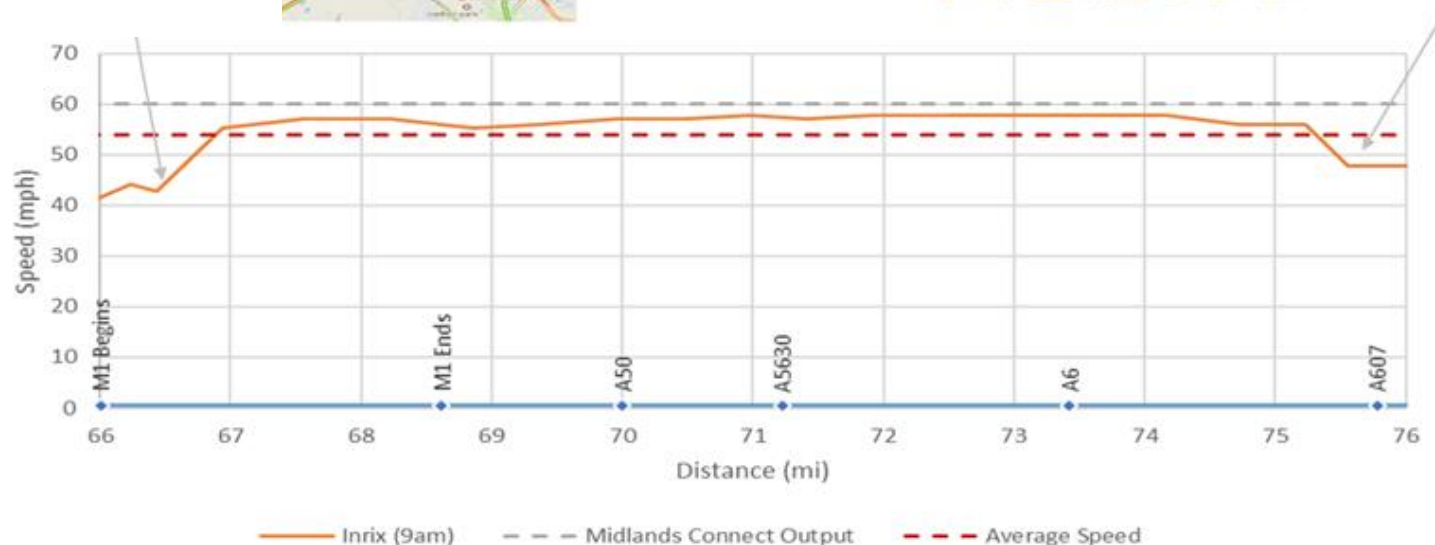 70
60
50
40
30
20
10
0
Speed (mph)
M1 Begins
M1 Ends
A50
A5630
A6
A607
66 67 68 69 70 71 72 73 74 75 76
Distance (mi)
Inrix (9am) Midlands Connect Output Average Speed